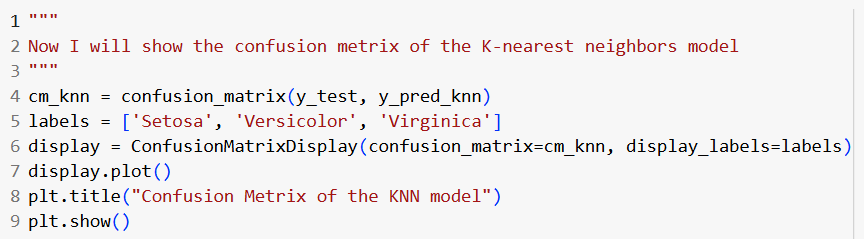 1 """
2 Now I will show the confusion metrix of the K-nearest neighbors model
3 """
4 cm_knn = confusion_matrix(y_test, y_pred_knn)
5 labels = ['Setosa', 'Versicolor', 'Virginica']
6 display = ConfusionMatrixDisplay(confusion_matrix=cm_knn, display_labels=labels)
7 display.plot()
8 plt.title("Confusion Metrix of the KNN model")
9 plt.show()